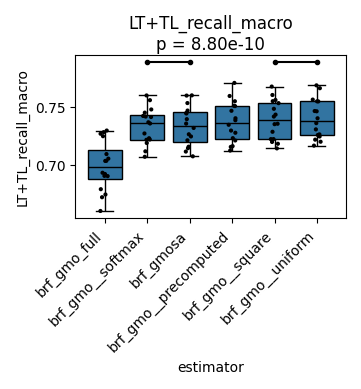 LT+TL_recall_macro
p = 8.80e-10
LT+TL_recall_macro
0.75
0.70
brf_gmo_full
brf_gmo__softmax
brf_gmosa
brf_gmo__precomputed
brf_gmo__square
brf_gmo__uniform
estimator